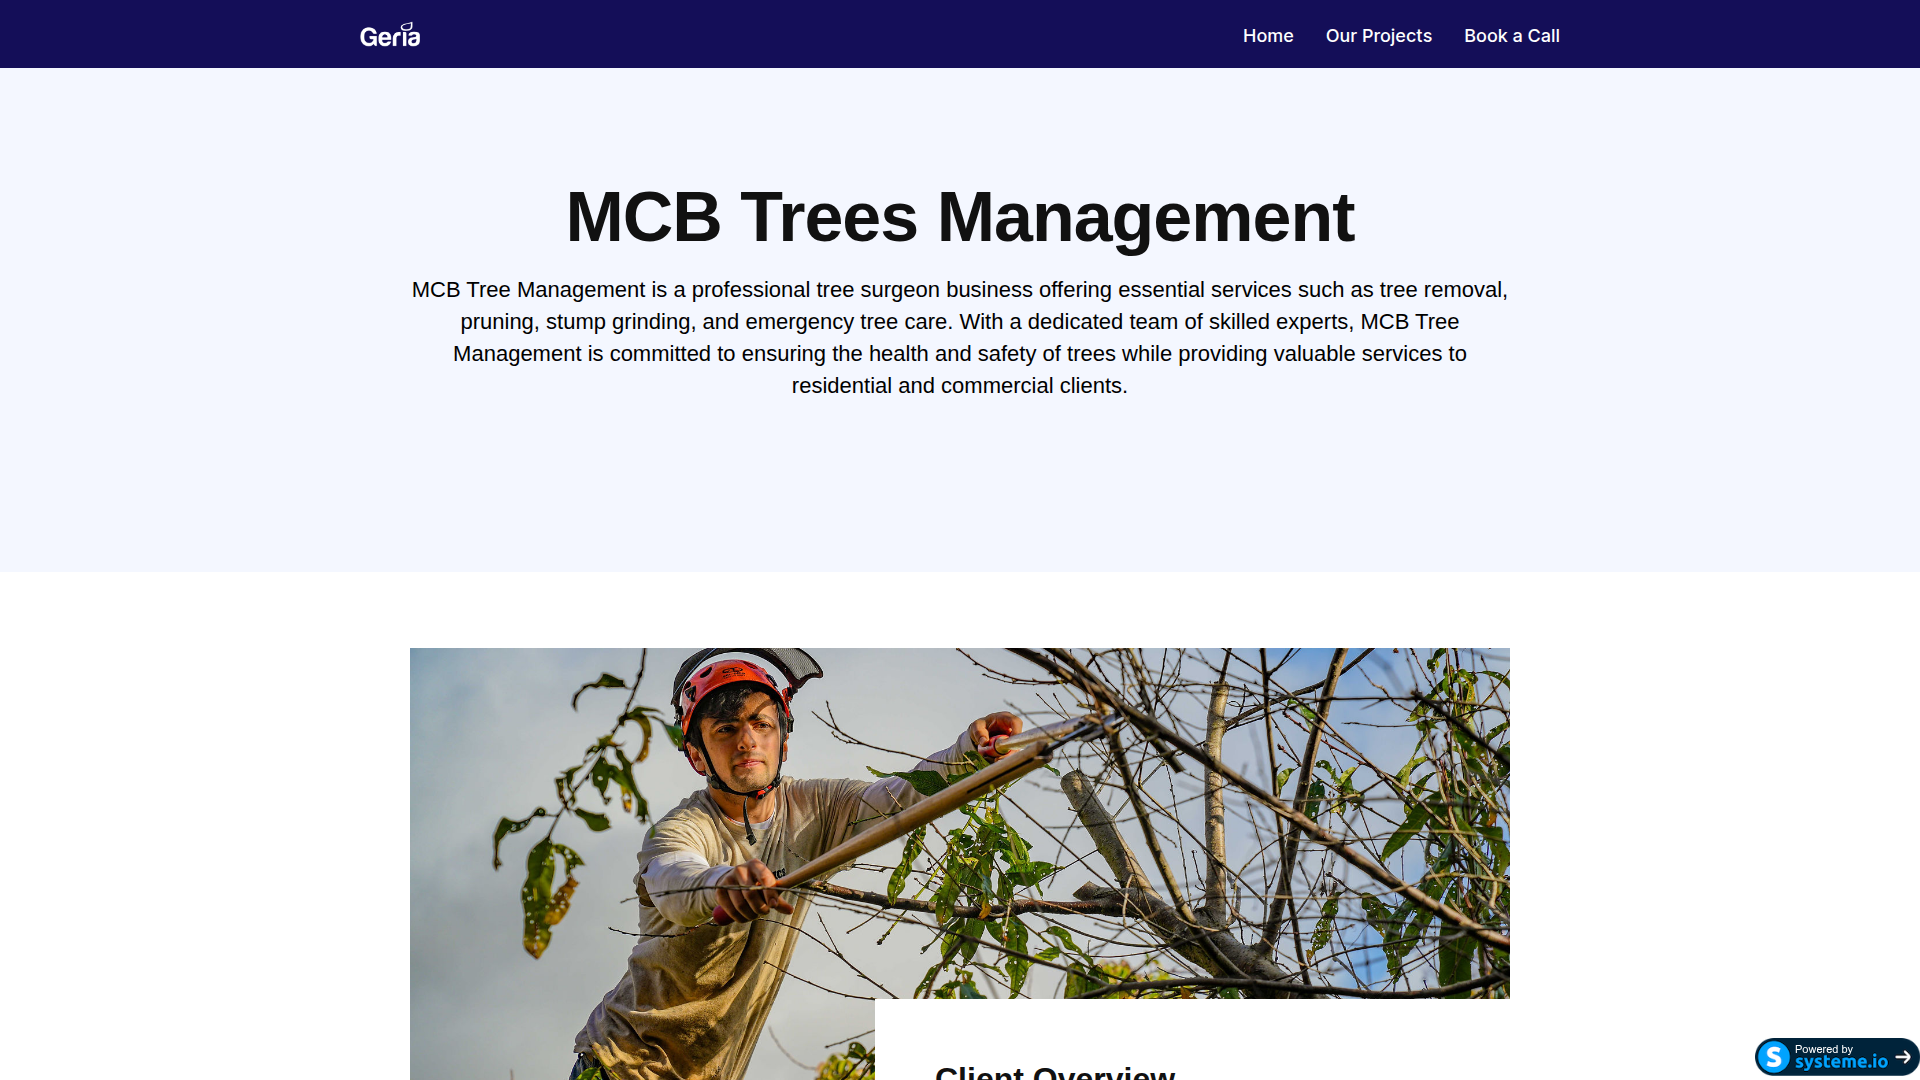 Geria
Home
Our Projects
Book a Call
MCB Trees Management
MCB Tree Management is a professional tree surgeon business offering essential services such as tree removal,
pruning, stump grinding, and emergency tree care. With a dedicated team of skilled experts, MCB Tree
Management is committed to ensuring the health and safety of trees while providing valuable services to
residential and commercial clients.
Client Overview
Powered by
systeme.io